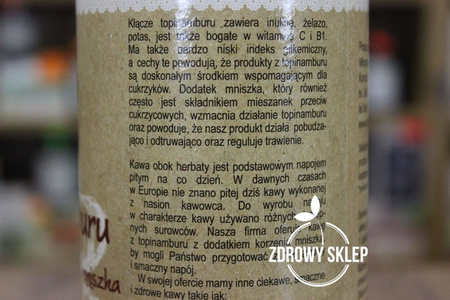 Kłącze topinamburu zawiera inulinę, żelazo,
potas, jest także bogate w witaminę C i B1.
Ma także bardzo niski indeks glikemiczny,
a cechy te powodują, że produkty z topinamburu
są doskonałym środkiem wspomagającym dla
cukrzyków. Dodatek mniszka, który również
często jest składnikiem mieszanek przeciw
cukrzycowych, wzmacnia działanie topinamburu
oraz powoduje, że nasz produkt działa pobudza-
jąco i odtruwająco oraz reguluje trawienie.
Kawa obok herbaty jest podstawowym napojem
pitym na co dzień. W dawnych czasach
w Europie nie znano pitej dziś kawy wykonanej
z nasion kawowca. Do wyrobu
w charakterze kawy używano różnych
surowców. Nasza firma kawę
z topinamburu z dodatkiem korzenia mniszka
by mogli Państwo przygotować
i smaczny napój.
W swojej ofercie mamy inne ciekawe, smaczne
i zdrowe kawy takie jak:
buru
ZDROWY SKLEP